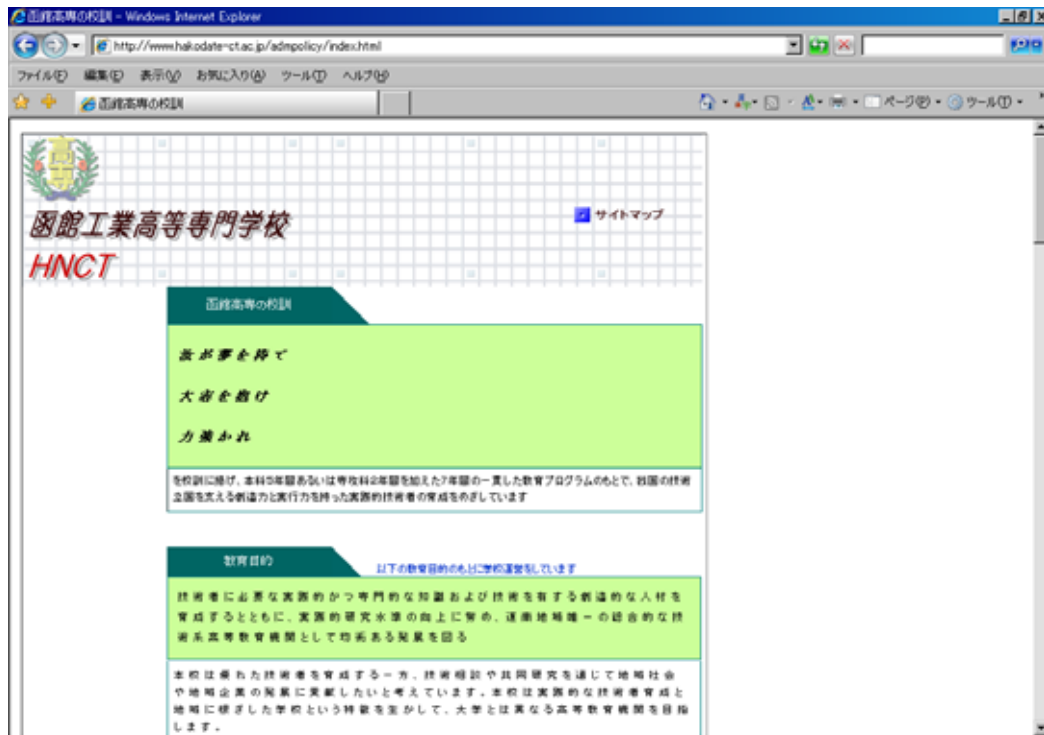 函館高専の校訓 - Windows Internet Explorer
http://www.hakodate-ct.ac.jp/admpolicy/index.html
ファイル(F) 編集(E) 表示(V) お気に入り(A) ツール(T) ヘルプ(H)
函館高専の校訓 ページ(P) ツール(O)
高等
函館工業高等専門学校
サイトマップ
HNCT
函館高専の校訓
汝が夢を持て
大志を抱け
力強かれ
を校訓に掲げ、本科5年間あるいは専攻科2年間を加えた7年間の一貫した教育プログラムのもとで、我国の技術
立国を支える創造力と実行力を持った実践的技術者の育成をめざしています
教育目的
以下の教育目的のもとに学校運営をしています
技術者に必要な実践的かつ専門的な知識および技術を有する創造的な人材を
育成するとともに、実践的研究水準の向上に努め、道南地域唯一の総合的な技
術系高等教育機関として均衡ある発展を図る
本校は優れた技術者を育成する一方、技術相談や共同研究を通じて地域社会
や地域企業の発展に貢献したいと考えています。本校は実践的な技術者育成と
地域に根ざした学校という特徴を生かして、大学とは異なる高等教育機関を目指
します。